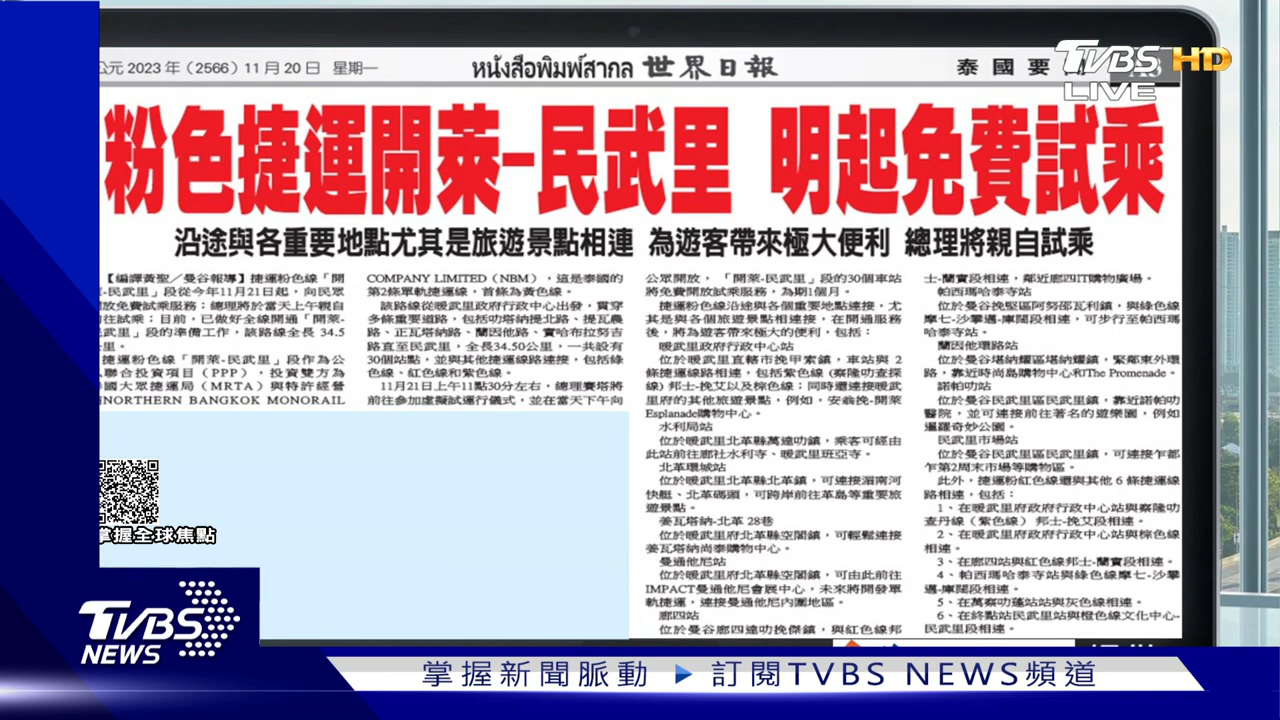 公元 2023 年（2566）11 月 20 日 星期一
หนังสือพิมพ์สากล 世界日報
泰國要
TVBS HD
LIVE
粉色捷運開萊-民武里 明起免費試乘
沿途與各重要地點尤其是旅遊景點相連 為遊客帶來極大便利 總理將親自試乘
【編譯黃聖／曼谷報導】捷運粉色線「開
-民武里」段從今年11月21日起，向民眾
放免費試乘服務；總理將於當天上午親自
往試乘；目前，已做好全線開通「開萊-
武里」段的準備工作，該路線全長 34.5
里。
捷運粉色線「開萊-民武里」段作為公
人聯合投資項目（PPP），投資雙方為
國大眾捷運局（MRTA）與特許經營
NORTHERN BANGKOK MONORAIL
COMPANY LIMITED（NBM），這是泰國的
第2條單軌捷運線，首條為黃色線。
該路線從暖武里政府行政中心出發，貫穿
多條重要道路，包括叻塔納提北路、提瓦農
路、正瓦塔納路、蘭因他路、實哈布拉努吉
路直至民武里，全長34.50公里，一共設有
30個站點，並與其他捷運線路連接，包括綠
色線、紅色線和紫色線。
11月21日上午11點30分左右，總理賽塔將
前往參加虛擬試運行儀式，並在當天下午向
公眾開放，「開萊-民武里」段的30個車站
將免費開放試乘服務，為期1個月。
捷運粉色線沿途與各重要地點連接，尤
其是與各個旅遊景點相連接，在開通服務
後，將為遊客帶來極大的便利，包括：
暖武里政府行政中心站
位於暖武里直轄市挽甲索鎮，車站與 2
條捷運線路相連，包括紫色線 (察隆叻查探
線) 邦士-挽艾以及棕色線；同時還連接暖武
里府的其他旅遊景點，例如，安翁挽-開萊
Esplanade購物中心。
水利局站
位於暖武里北革縣萬達叻鎮，乘客可經由
此站前往廊社水利寺、暖武里班亞寺。
北革環城站
位於暖武里北革縣北革鎮，可連接湄南河
快艇、北革碼頭，可跨岸前往革島等重要旅
遊景點。
姜瓦塔納-北革 28巷
位於暖武里府北革縣空閣鎮，可輕鬆連接
姜瓦塔納尚泰購物中心。
曼通他尼站
位於暖武里府北革縣空閣鎮，可由此前往
IMPACT曼通他尼會展中心，未來將開發單
軌捷運，連接曼通他尼內圍地區。
廊四站
位於曼谷廊四達叻挽傑鎮，與紅色線邦
士-蘭實段相連，鄰近廊四IT購物廣場。
帕西瑪哈泰寺站
位於曼谷挽堅區阿努邵瓦利鎮，與綠色線
摩七-沙攀邁-庫闊段相連，可步行至帕西瑪
哈泰寺站。
蘭因他環路站
位於曼谷堪納耀區堪納耀鎮，緊鄰東外環
路，靠近時尚島購物中心和The Promenade。
諾帕叻站
位於曼谷民武里區民武里鎮，靠近諾帕叻
醫院，並可連接前往著名的遊樂園，例如
暹羅奇妙公園。
民武里市場站
位於曼谷民武里區民武里鎮，可連接乍都
乍第2周末市場等購物區。
此外，捷運粉紅色線還與其他 6 條捷運線
路相連，包括：
1、在暖武里府政府行政中心站與察隆叻
查丹線（紫色線） 邦士-挽艾段相連。
2、在暖武里府政府行政中心站與棕色線
相連。
3、在廊四站與紅色線邦士-蘭實段相連。
4、帕西瑪哈泰寺站與綠色線摩七-沙攀
邁-庫闊段相連。
5、在萬察叻蓬站站與灰色線相連。
6、在終點站民武里站與橙色線文化中心-
民武里段相連。
掌握全球焦點
TVBS
NEWS
掌握新聞脈動 ▶ 訂閱TVBS NEWS頻道